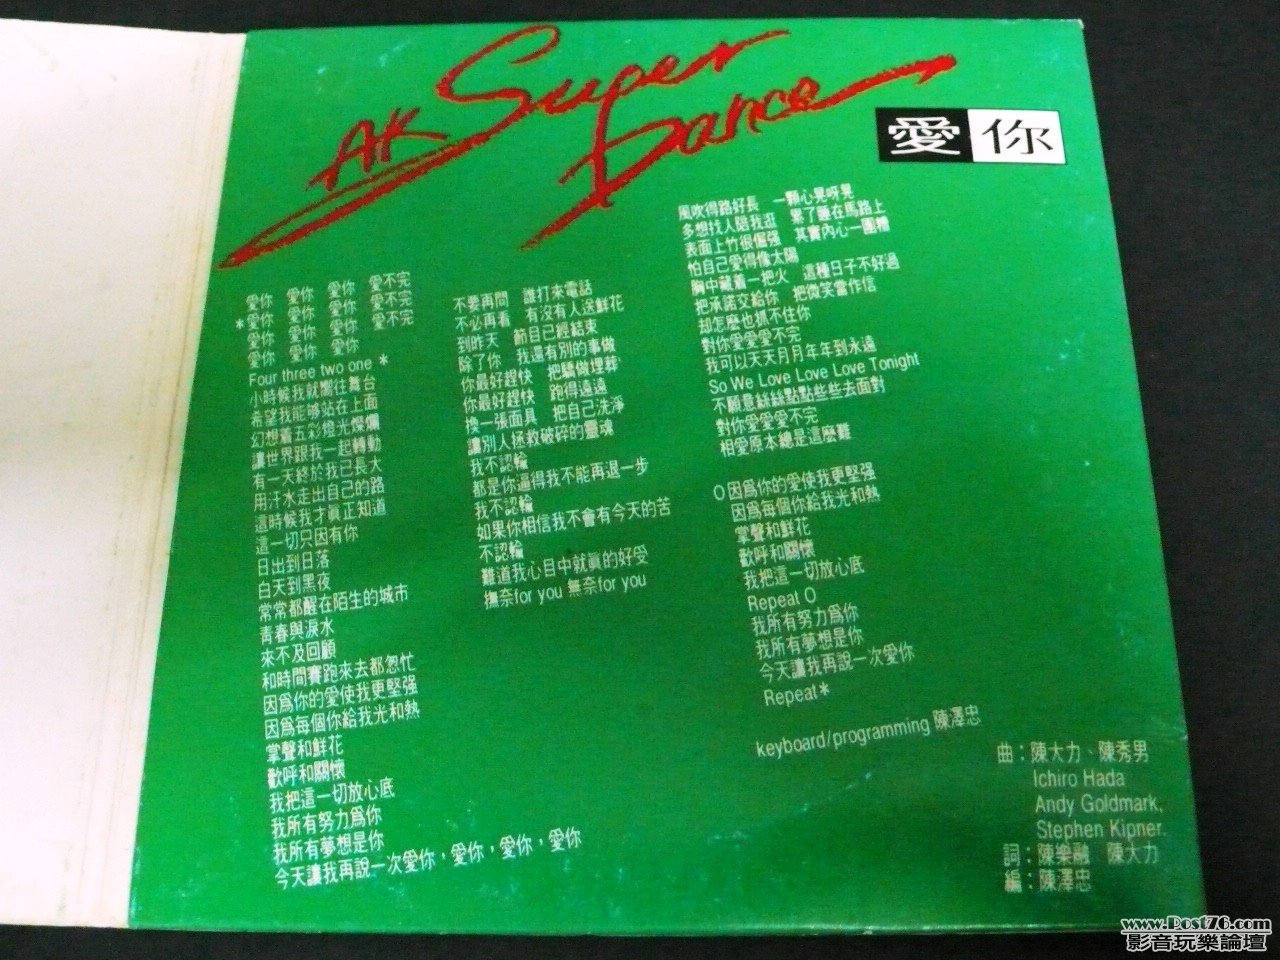 AK Super
Dance
愛你
愛你 愛你 愛你 愛不完
*愛你 愛你 愛你 愛不完
愛你 愛你 愛你 愛不完
愛你 愛你 愛你
Four three two one *
小時候我就嚮往舞台
希望我能够站在上面
幻想着五彩燈光燦爛
讓世界跟我一起轉動
有一天終於我已長大
用汗水走出自己的路
這時候我才眞正知道
這一切只因有你
日出到日落
白天到黑夜
常常都醒在陌生的城市
青春與淚水
來不及回顧
和時間賽跑來去都忽忙
因爲你的愛使我更堅强
因爲每個你給我光和熱
掌聲和鮮花
歡呼和關懷
我把這一切放心底
我所有努力爲你
我所有夢想是你
今天讓我再說一次愛你，愛你，愛你，愛你
不要再問 誰打來電話
不必再看 有沒有人送鮮花
到昨天 節目已經結束
除了你 我還有別的事做
你最好趕快 把驕傲埋葬
你最好趕快 跑得遠遠
換一張面具 把自己洗淨
讓別人拯救破碎的靈魂
我不認輸
都是你逼得我不能再退一步
我不認輸
如果你相信我不會有今天的苦
不認輸
難道我心目中就眞的好受
撫奈for you 無奈for you
風吹得路好長 一顆心晃呀晃
多想找人陪我逛 累了睡在馬路上
表面上竹很倔强 其實內心一團糟
怕自己愛得像太陽
胸中藏着一把火 這種日子不好過
把承諾交給你 把微笑當作信
却怎麽也抓不住你
對你愛愛愛不完
我可以天天月月年年到永遠
So We Love Love Love Tonight
不願意絲絲點點些些去面對
對你愛愛愛不完
相愛原本總是這麽難
O因爲你的愛使我更堅强
因爲每個你給我光和熱
掌聲和鮮花
歡呼和關懷
我把這一切放心底
Repeat O
我所有努力爲你
我所有夢想是你
今天讓我再說一次愛你
Repeat*
keyboard/programming 陳澤忠
曲：陳大力、陳秀男
Ichiro Hada
Andy Goldmark,
Stephen Kipner.
詞：陳樂融 陳大力
編：陳澤忠
www.Post76.com
影音玩樂論壇